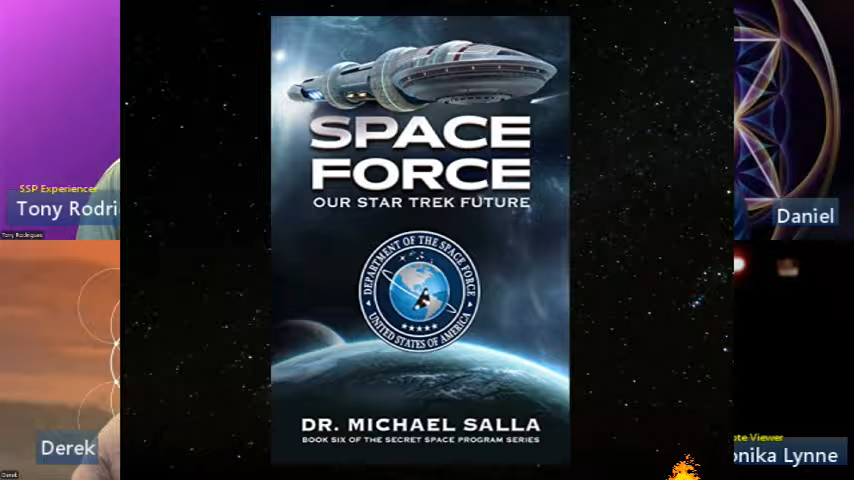 SPACE
FORCE
OUR STAR TREK FUTURE
DEPARTMENT OF THE SPACE FORCE
UNITED STATES OF AMERICA
DR. MICHAEL SALLA
BOOK SIX OF THE SECRET SPACE PROGRAM SERIES
SSP Experiencer
Tony Rodri
Tony Rodrigues
Daniel
Derek
Derek
ote Viewer
onika Lynne